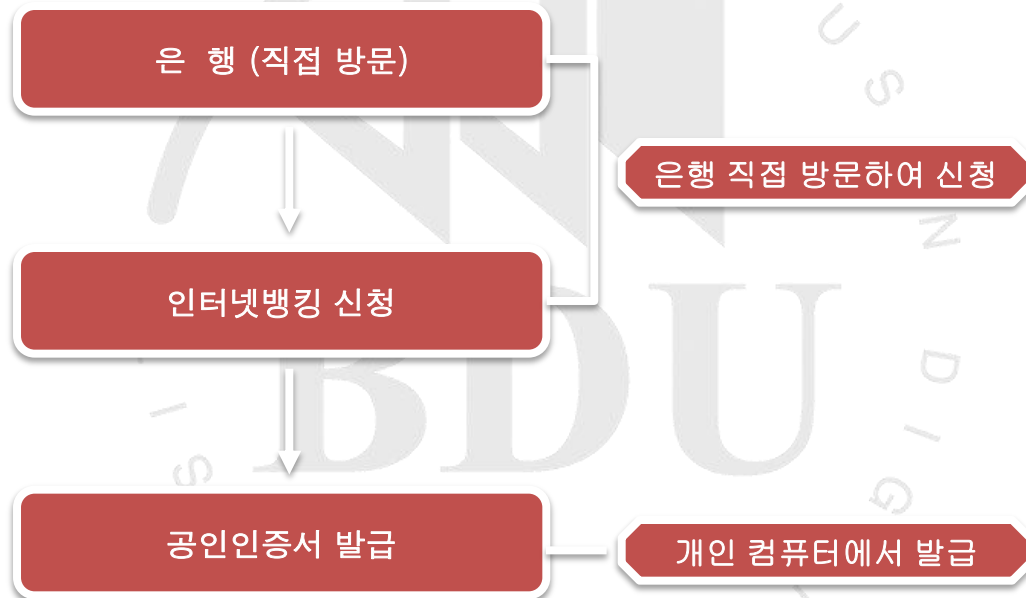 은 행 (직접 방문)
은행 직접 방문하여 신청
인터넷뱅킹 신청
공인인증서 발급
개인 컴퓨터에서 발급
BDU
U S N D I G
I S